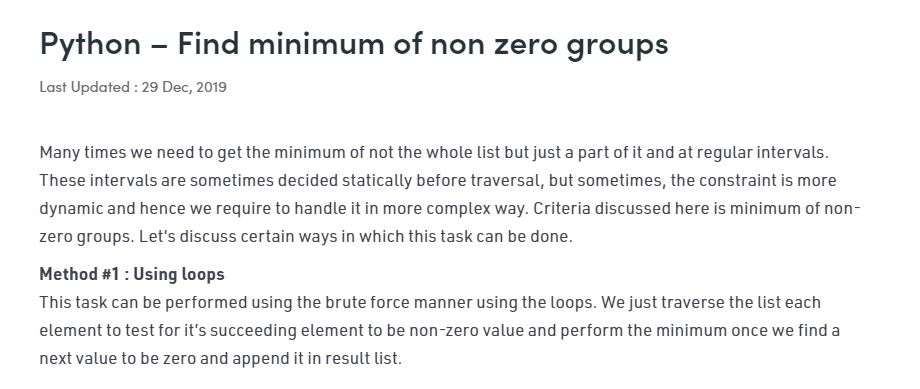 Python – Find minimum of non zero groups
Last Updated : 29 Dec, 2019
Many times we need to get the minimum of not the whole list but just a part of it and at regular intervals.
These intervals are sometimes decided statically before traversal, but sometimes, the constraint is more
dynamic and hence we require to handle it in more complex way. Criteria discussed here is minimum of non-
zero groups. Let’s discuss certain ways in which this task can be done.
Method #1 : Using loops
This task can be performed using the brute force manner using the loops. We just traverse the list each
element to test for it’s succeeding element to be non-zero value and perform the minimum once we find a
next value to be zero and append it in result list.